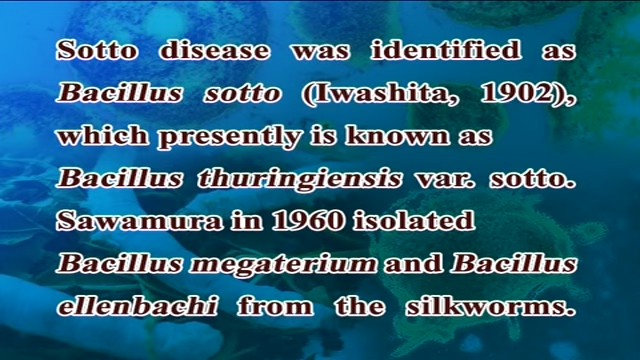 Sotto disease was identified as
Bacillus sotto (Iwashita, 1902),
which presently is known as
Bacillus thuringiensis var. sotto.
Sawamura in 1960 isolated
Bacillus megaterium and Bacillus
ellenbachi from the silkworms.